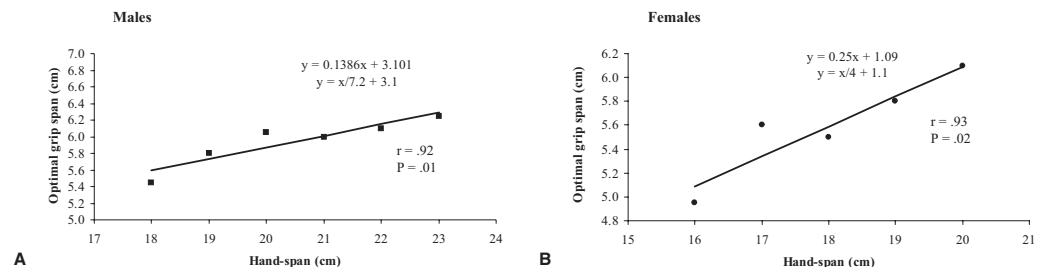 Males
Optimal grip span (cm)
7.0
6.8
6.6
6.4
6.2
6.0
5.8
5.6
5.4
5.2
5.0
y = 0.1386x + 3.101
y = x/7.2 + 3.1
r = .92
P = .01
17 18 19 20 21 22 23 24
Hand-span (cm)
A
Females
Optimal grip span (cm)
6.2
6.0
5.8
5.6
5.4
5.2
5.0
4.8
y = 0.25x + 1.09
y = x/4 + 1.1
r = .93
P = .02
15 16 17 18 19 20 21
Hand-span (cm)
B